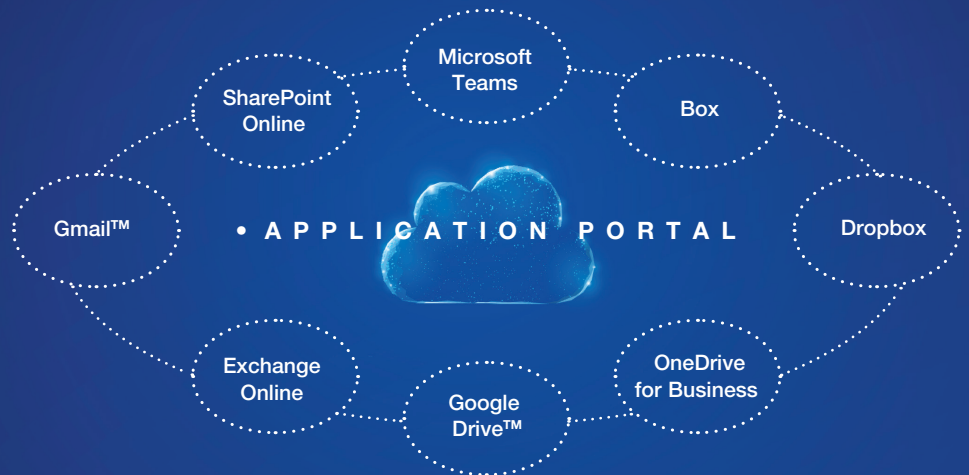 Microsoft
Teams
SharePoint
Online
Box
Gmail™
• APPLICATION PORTAL
Dropbox
Exchange
Online
Google
Drive™
OneDrive
for Business